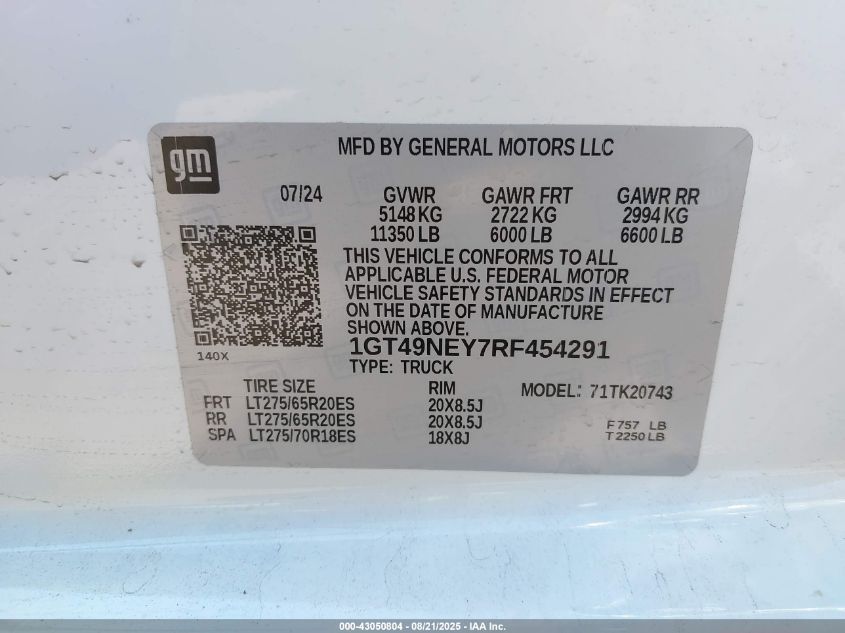 gm
MFD BY GENERAL MOTORS LLC
07/24 GVWR GAWR FRT GAWR RR
5148 KG 2722 KG 2994 KG
11350 LB 6000 LB 6600 LB
THIS VEHICLE CONFORMS TO ALL
APPLICABLE U.S. FEDERAL MOTOR
VEHICLE SAFETY STANDARDS IN EFFECT
ON THE DATE OF MANUFACTURE
SHOWN ABOVE.
140X
1GT49NEY7RF454291
TYPE: TRUCK
TIRE SIZE RIM MODEL: 71TK20743
FRT LT275/65R20ES 20X8.5J
RR LT275/65R20ES 20X8.5J F 757 LB
SPA LT275/70R18ES 18X8J T 2250 LB
000-43050804 - 08/21/2025 - IAA Inc.